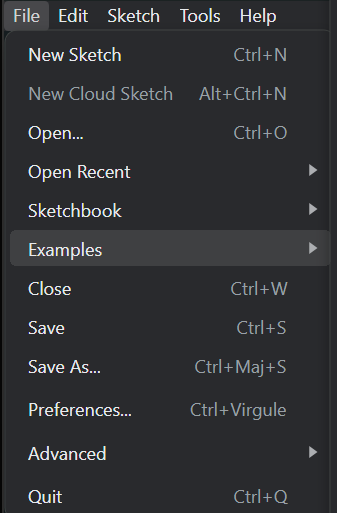 File Edit Sketch Tools Help
New Sketch Ctrl+N
New Cloud Sketch Alt+Ctrl+N
Open... Ctrl+O
Open Recent
Sketchbook
Examples
Close Ctrl+W
Save Ctrl+S
Save As... Ctrl+Maj+S
Preferences... Ctrl+Virgule
Advanced
Quit Ctrl+Q